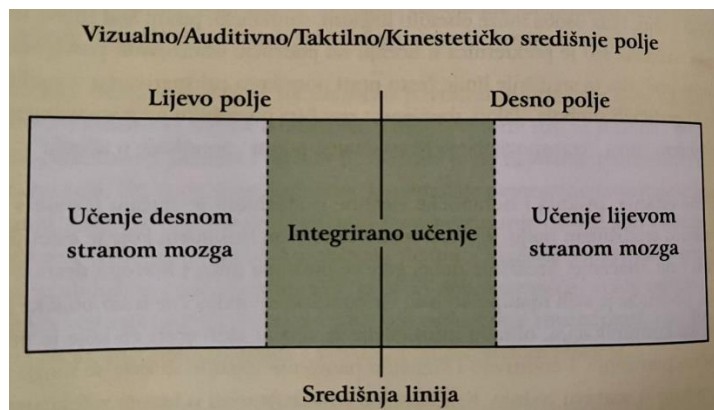 Vizualno/Auditivno/Taktilno/Kinestetičko središnje polje
Lijevo polje
Desno polje
Učenje desnom
stranom mozga
Integrirano učenje
Učenje lijevom
stranom mozga
Središnja linija